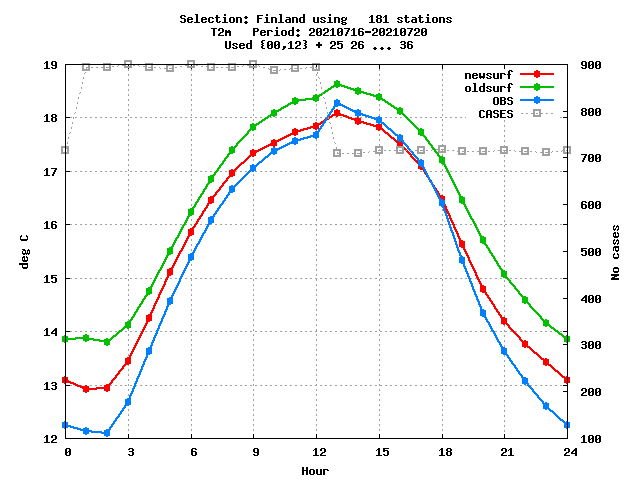 Selection: Finland using   181 stations
T2m   Period: 20210716-20210720
Used {00,12} + 25 26 ... 36
newsurf
oldsurf
OBS
CASES
19
18
17
16
15
14
13
12
900
800
700
600
500
400
300
200
100
deg C
No cases
0 3 6 9 12 15 18 21 24
Hour